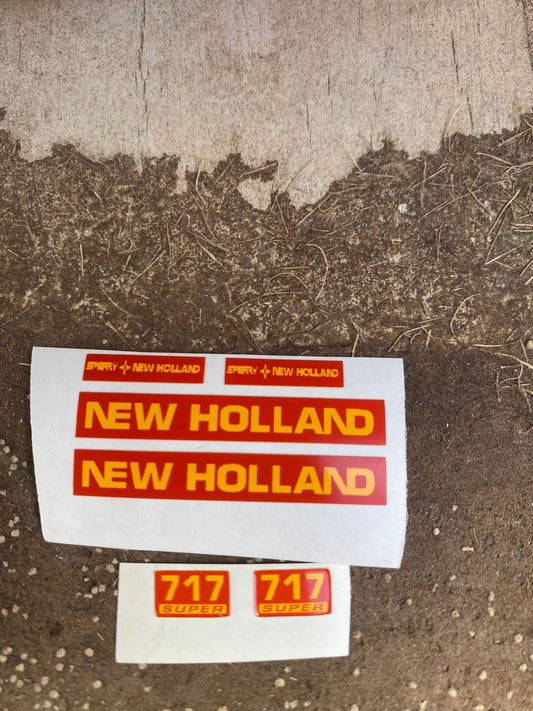 SPERRY NEW HOLLAND SPERRY NEW HOLLAND
NEW HOLLAND
NEW HOLLAND
717 717
SUPER SUPER